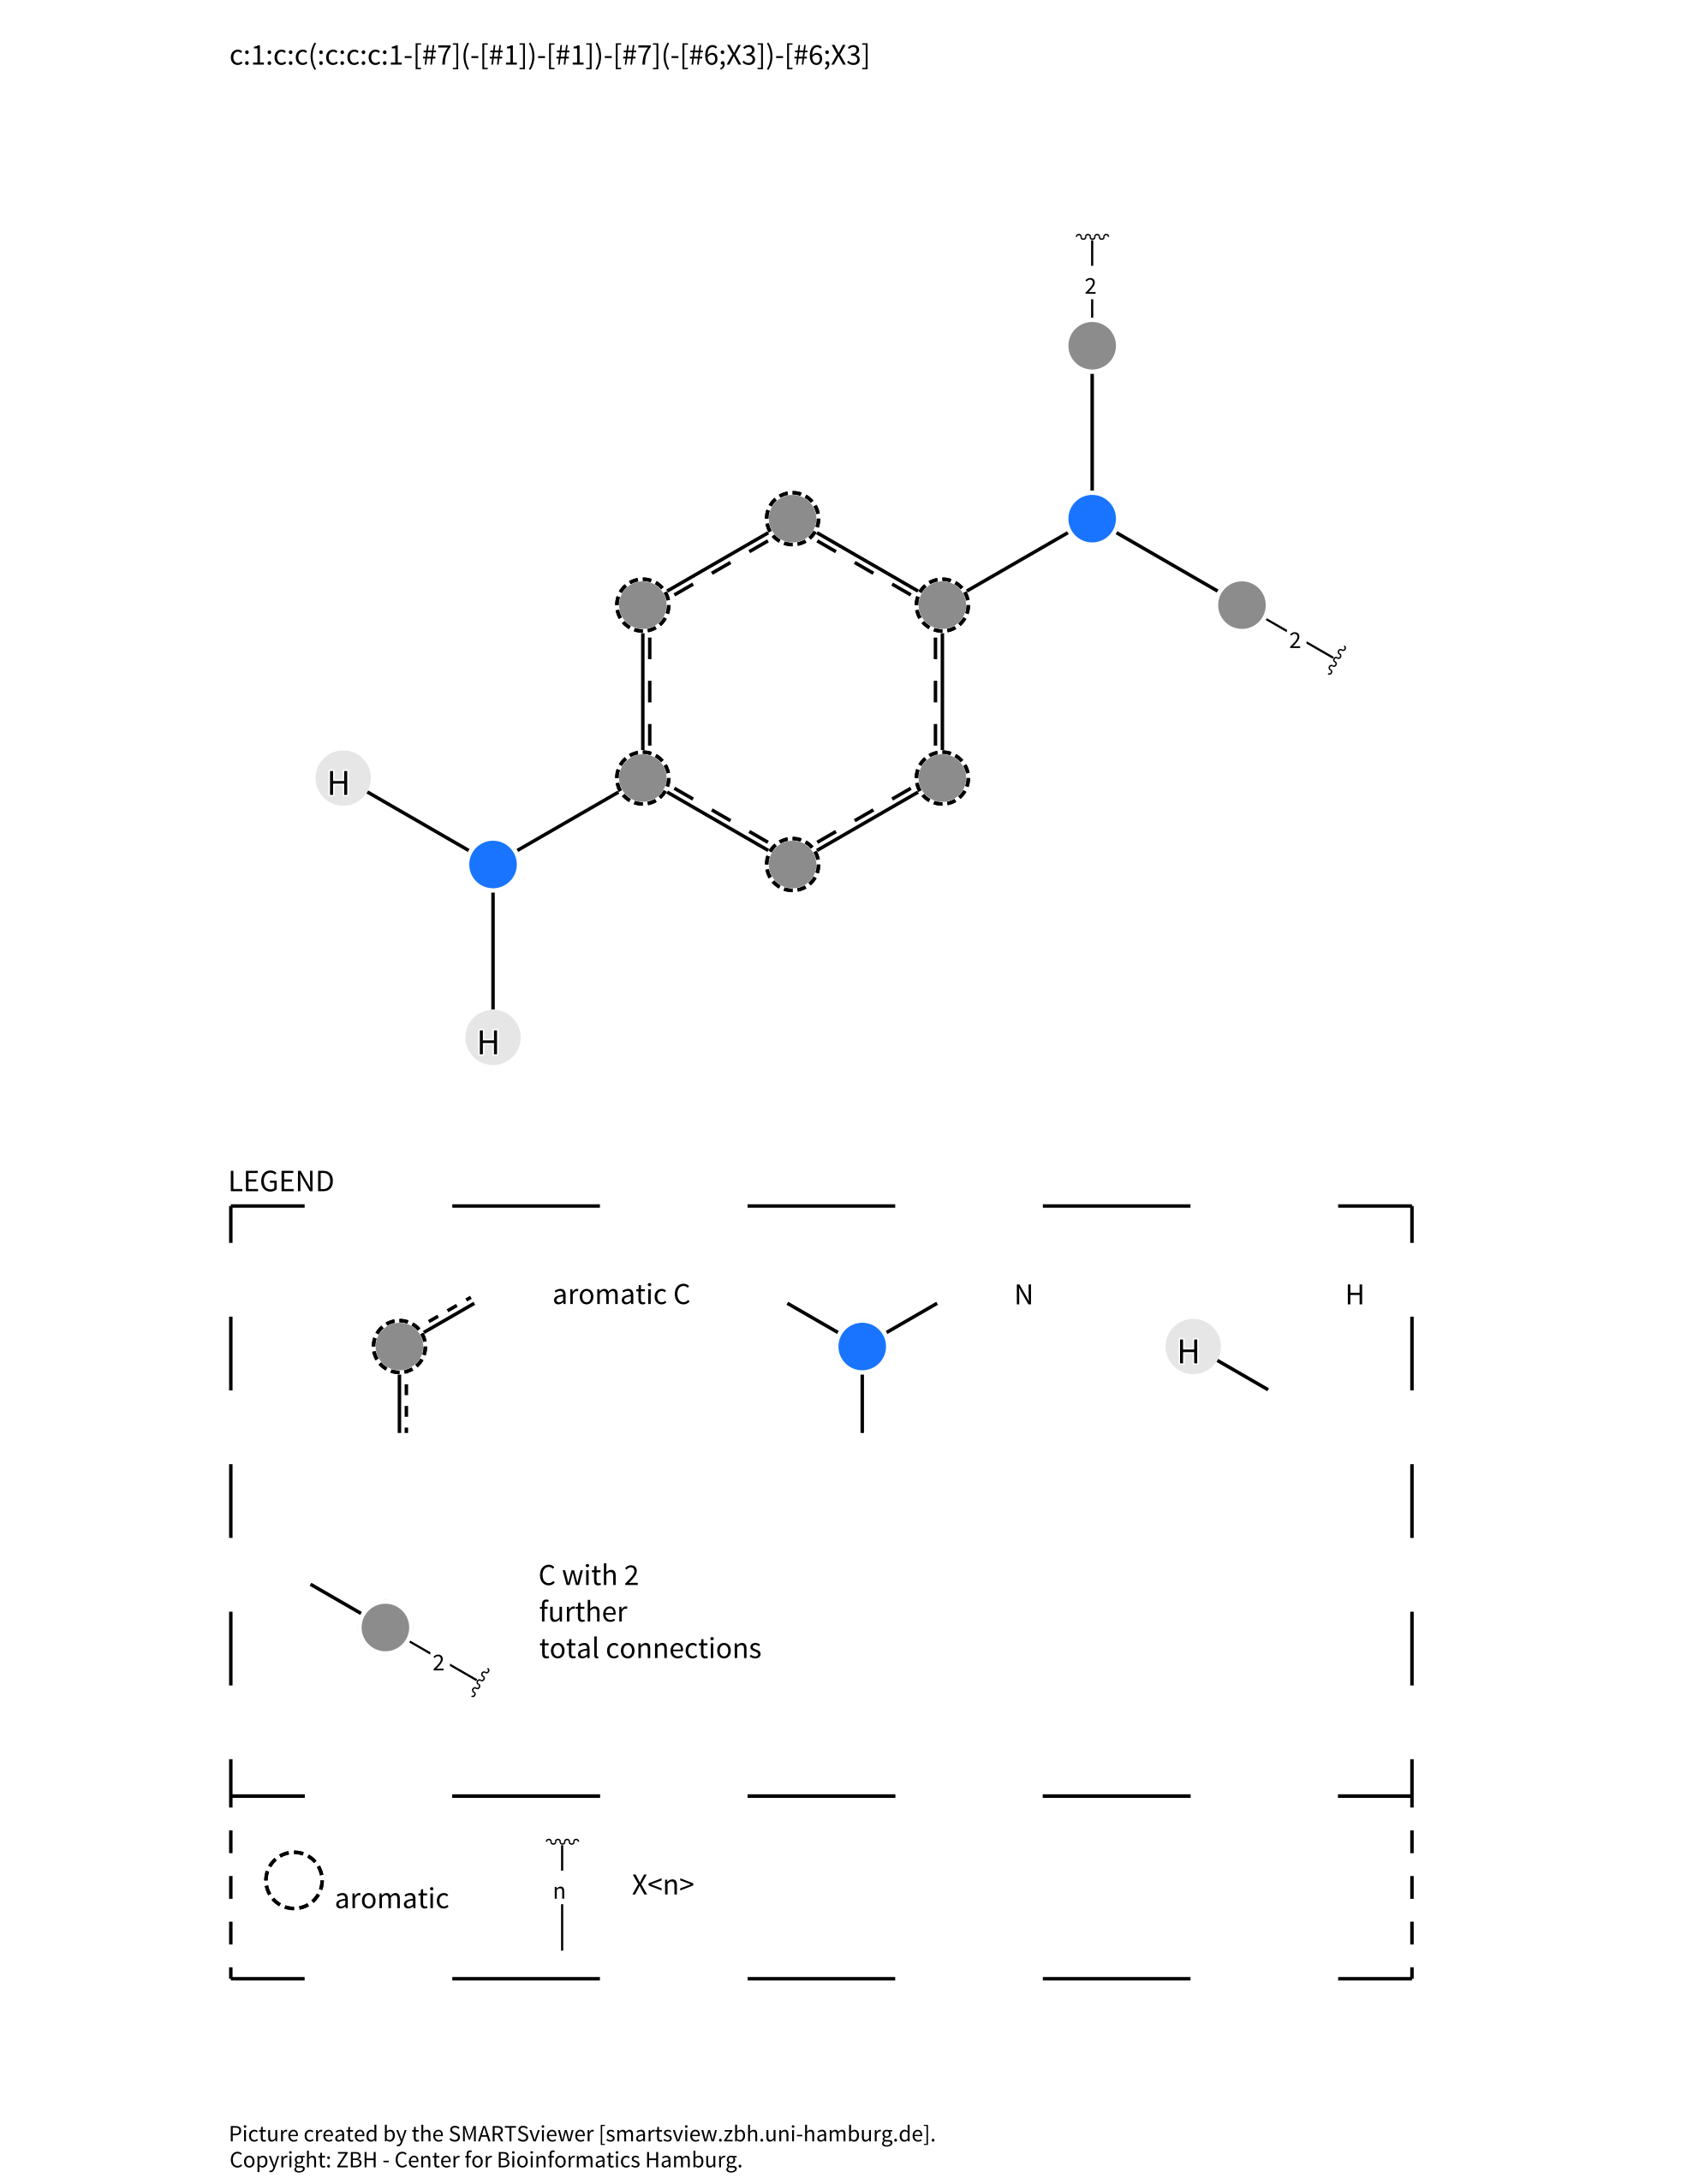 c:1:c:c(:c:c:c:1-[#7](-[#1])-[#1])-[#7](-[#6;X3])-[#6;X3]
2
2
H
H
LEGEND
aromatic C
N
H
H
C with 2
further
total connections
2
aromatic
n
X<n>
Picture created by the SMARTSviewer [smartsview.zbh.uni-hamburg.de].
Copyright: ZBH - Center for Bioinformatics Hamburg.